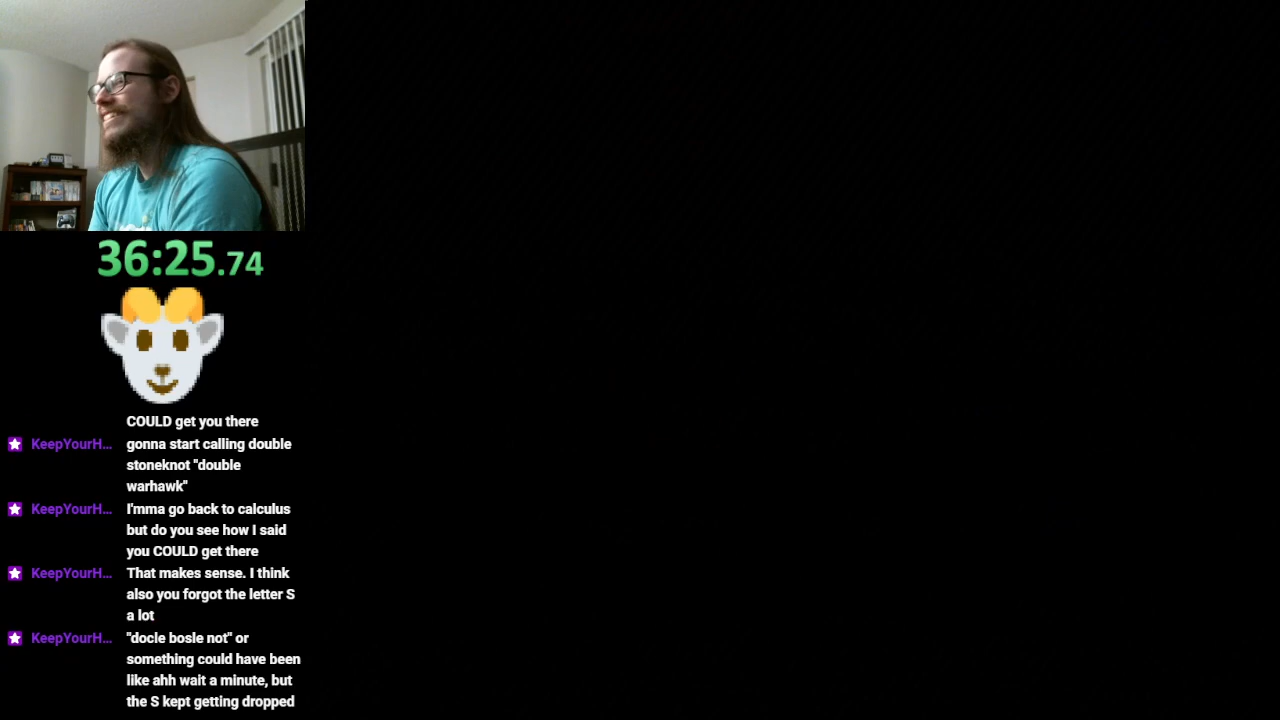 36:25.74
COULD get you there
KeepYourH... gonna start calling double
stoneknot "double
warhawk"
KeepYourH... I'mma go back to calculus
but do you see how I said
you COULD get there
KeepYourH... That makes sense. I think
also you forgot the letter S
a lot
KeepYourH... "docle bosle not" or
something could have been
like ahh wait a minute, but
the S kept getting dropped